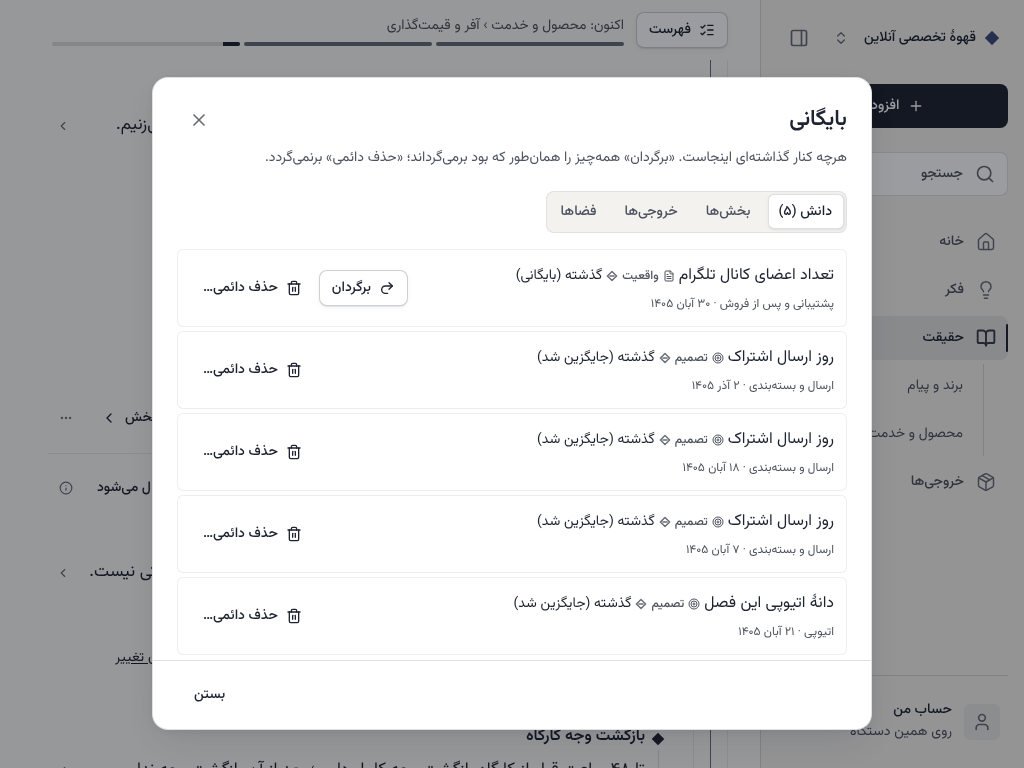 قهوهٔ تخصصی آنلاین
فهرست
اکنون: محصول و خدمت › آفر و قیمت‌گذاری
جستجو
خانه
فکر
حقیقت
برند و پیام
محصول و خدمت
خروجی‌ها
حساب من
روی همین دستگاه
بایگانی
هرچه کنار گذاشته‌ای اینجاست. «برگردان» همه‌چیز را همان‌طور که بود برمی‌گرداند؛ «حذف دائمی» برنمی‌گردد.
دانش (۵) بخش‌ها خروجی‌ها فضاها
تعداد اعضای کانال تلگرام واقعیت گذشته (بایگانی)
پشتیبانی و پس از فروش · ۳۰ آبان ۱۴۰۵
برگردان
حذف دائمی…
روز ارسال اشتراک تصمیم گذشته (جایگزین شد)
ارسال و بسته‌بندی · ۲ آذر ۱۴۰۵
حذف دائمی…
روز ارسال اشتراک تصمیم گذشته (جایگزین شد)
ارسال و بسته‌بندی · ۱۸ آبان ۱۴۰۵
حذف دائمی…
روز ارسال اشتراک تصمیم گذشته (جایگزین شد)
ارسال و بسته‌بندی · ۷ آبان ۱۴۰۵
حذف دائمی…
دانهٔ اتیوپی این فصل تصمیم گذشته (جایگزین شد)
اتیوپی · ۲۱ آبان ۱۴۰۵
حذف دائمی…
بستن
می‌شود
نیست.
تغییر
بازگشت وجه کارگاه